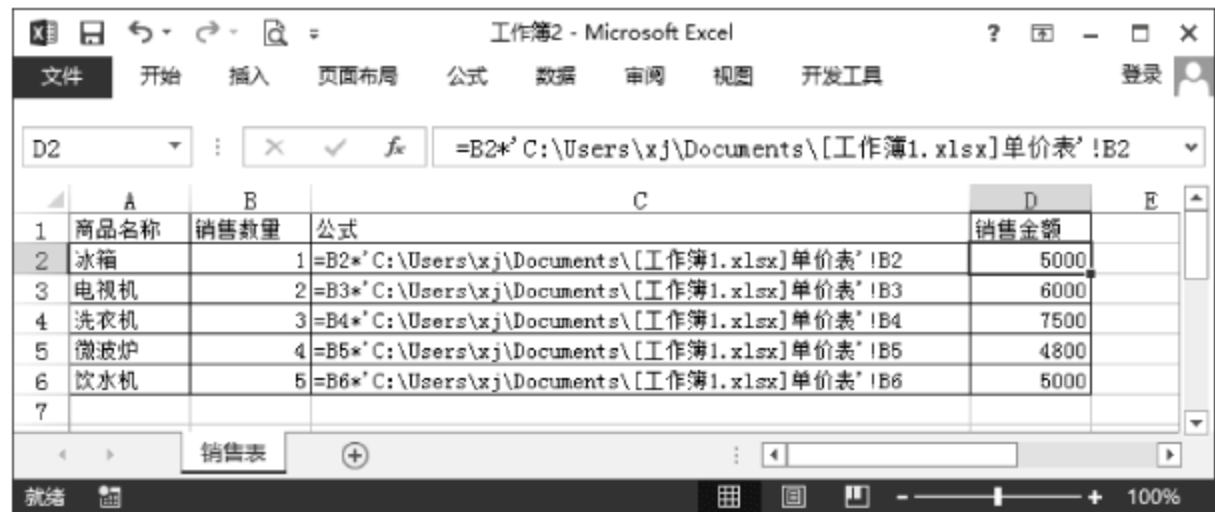 工作簿2 - Microsoft Excel
文件 开始 插入 页面布局 公式 数据 审阅 视图 开发工具 登录
D2 fx =B2*'C:\Users\xj\Documents\[工作簿1.xlsx]单价表'!B2
A B C D E
1 商品名称 销售数量 公式 销售金额
2 冰箱 1 =B2*'C:\Users\xj\Documents\[工作簿1.xlsx]单价表'!B2 5000
3 电视机 2 =B3*'C:\Users\xj\Documents\[工作簿1.xlsx]单价表'!B3 6000
4 洗衣机 3 =B4*'C:\Users\xj\Documents\[工作簿1.xlsx]单价表'!B4 7500
5 微波炉 4 =B5*'C:\Users\xj\Documents\[工作簿1.xlsx]单价表'!B5 4800
6 饮水机 5 =B6*'C:\Users\xj\Documents\[工作簿1.xlsx]单价表'!B6 5000
7
销售表
就绪 100%